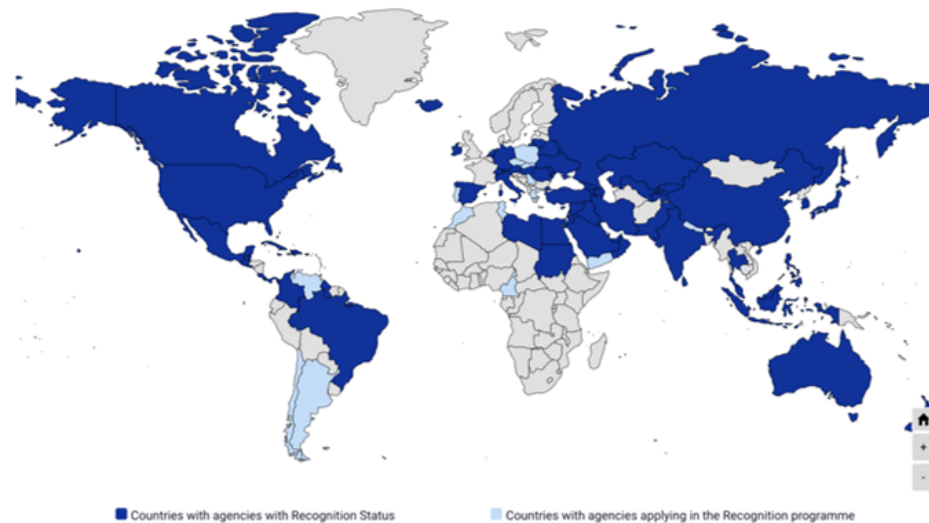 Countries with agencies with Recognition Status
Countries with agencies applying in the Recognition programme
+
-